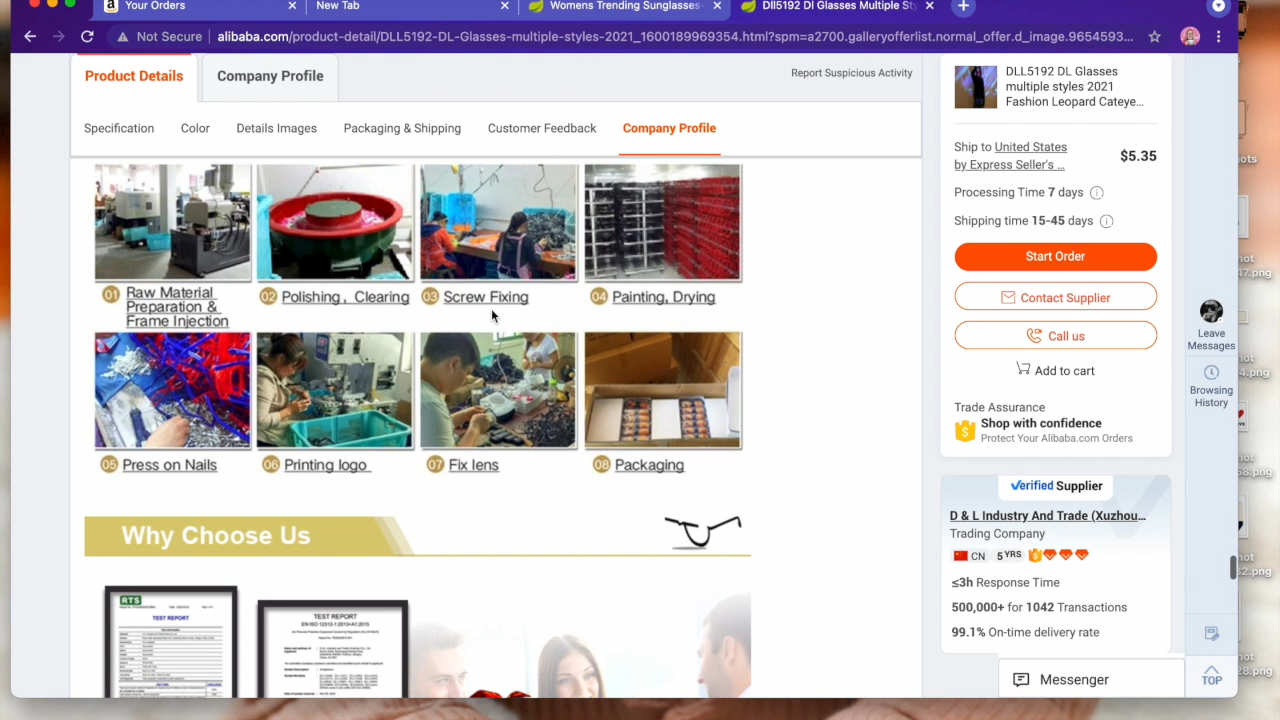 Your Orders
New Tab
Womens Trending Sunglasses-
Dll5192 Dl Glasses Multiple St
Not Secure
alibaba.com/product-detail/DLL5192-DL-Glasses-multiple-styles-2021_1600189969354.html?spm=a2700.galleryofferlist.normal_offer.d_image.9654593...
Product Details
Company Profile
Report Suspicious Activity
Specification
Color
Details Images
Packaging & Shipping
Customer Feedback
Company Profile
01 Raw Material
Preparation &
Frame Injection
02 Polishing , Clearing
03 Screw Fixing
04 Painting, Drying
05 Press on Nails
06 Printing logo
07 Fix lens
08 Packaging
Why Choose Us
RTS
TEST REPORT
TEST REPORT
EN ISO 12312-1:2013+A1:2015
DLL5192 DL Glasses
multiple styles 2021
Fashion Leopard Cateye...
Ship to United States
by Express Seller's ...
$5.35
Processing Time 7 days
Shipping time 15-45 days
Start Order
Contact Supplier
Call us
Add to cart
Trade Assurance
Shop with confidence
Protect Your Alibaba.com Orders
Verified Supplier
D & L Industry And Trade (Xuzhou...
Trading Company
CN 5 YRS
≤3h Response Time
500,000+ for 1042 Transactions
99.1% On-time delivery rate
Messenger
Leave
Messages
Browsing
History
TOP